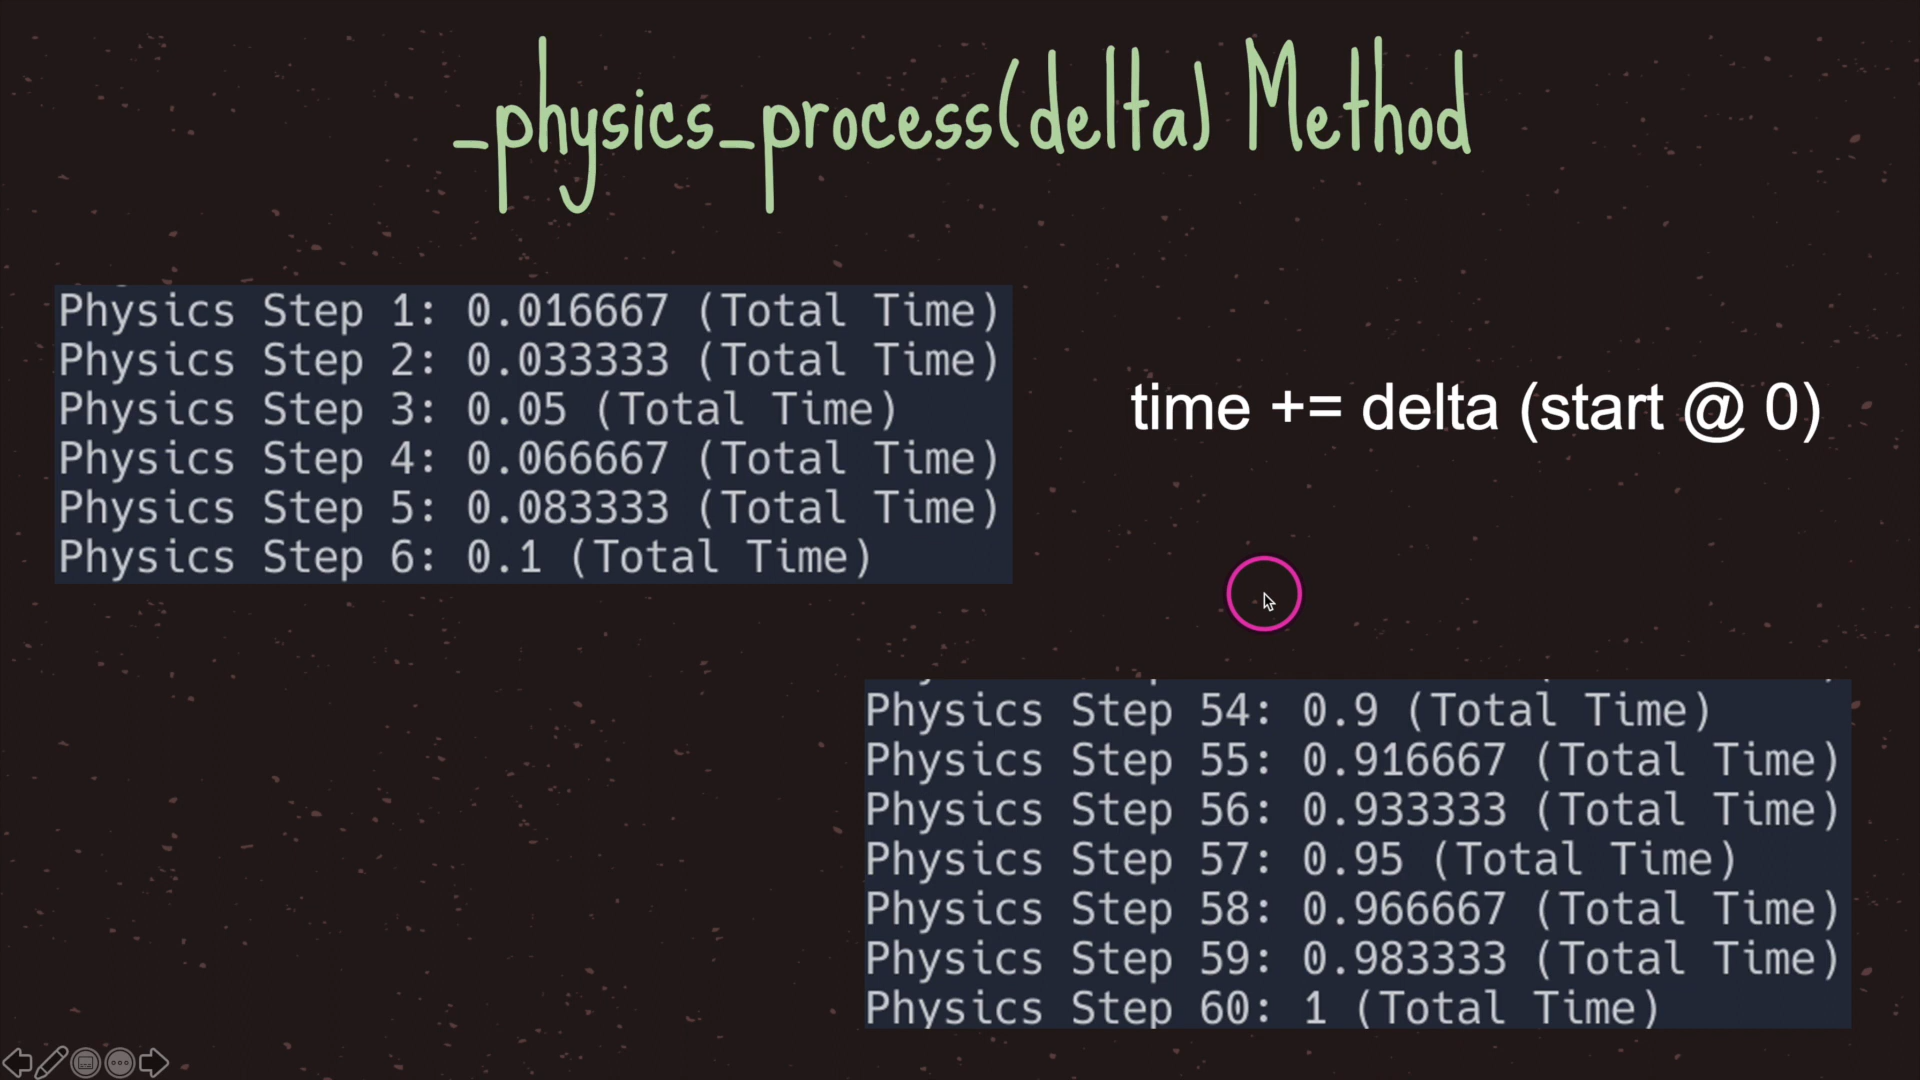 _physics_process(delta) Method
Physics Step 1: 0.016667 (Total Time)
Physics Step 2: 0.033333 (Total Time)
Physics Step 3: 0.05 (Total Time)
Physics Step 4: 0.066667 (Total Time)
Physics Step 5: 0.083333 (Total Time)
Physics Step 6: 0.1 (Total Time)
time += delta (start @ 0)
Physics Step 54: 0.9 (Total Time)
Physics Step 55: 0.916667 (Total Time)
Physics Step 56: 0.933333 (Total Time)
Physics Step 57: 0.95 (Total Time)
Physics Step 58: 0.966667 (Total Time)
Physics Step 59: 0.983333 (Total Time)
Physics Step 60: 1 (Total Time)